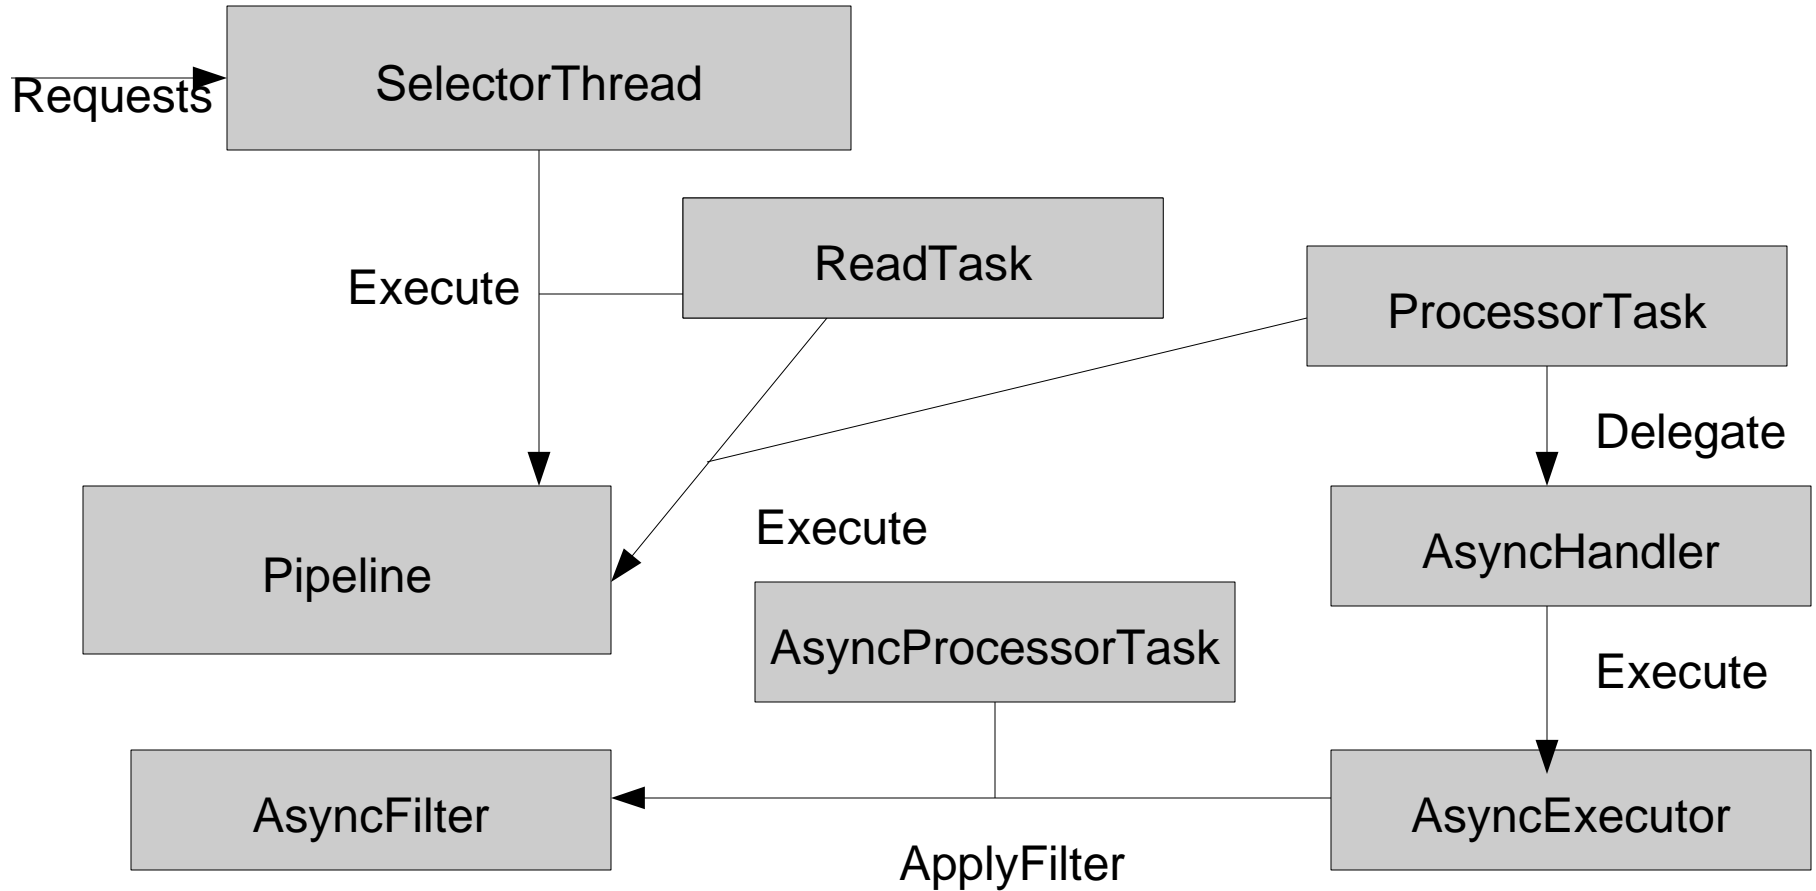 Requests
SelectorThread
ReadTask
Execute
ProcessorTask
Delegate
Execute
Pipeline
AsyncHandler
AsyncProcessorTask
Execute
AsyncFilter
AsyncExecutor
ApplyFilter